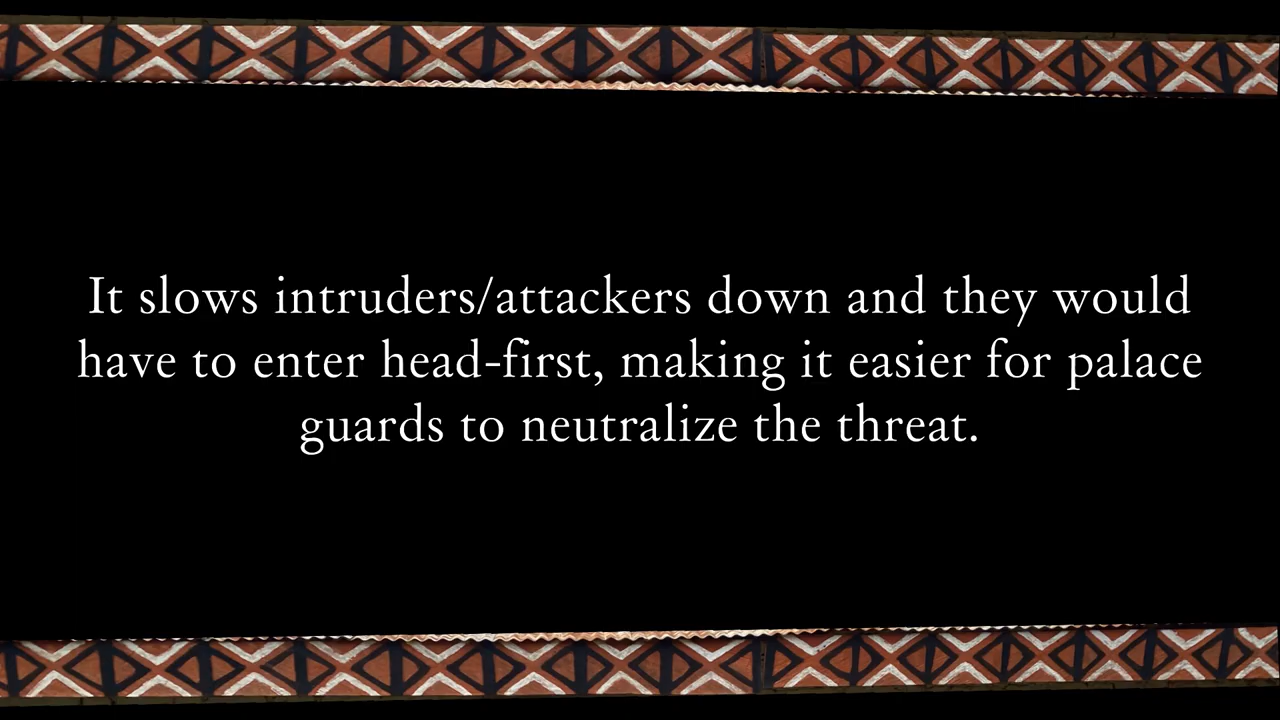 It slows intruders/attackers down and they would
have to enter head-first, making it easier for palace
guards to neutralize the threat.